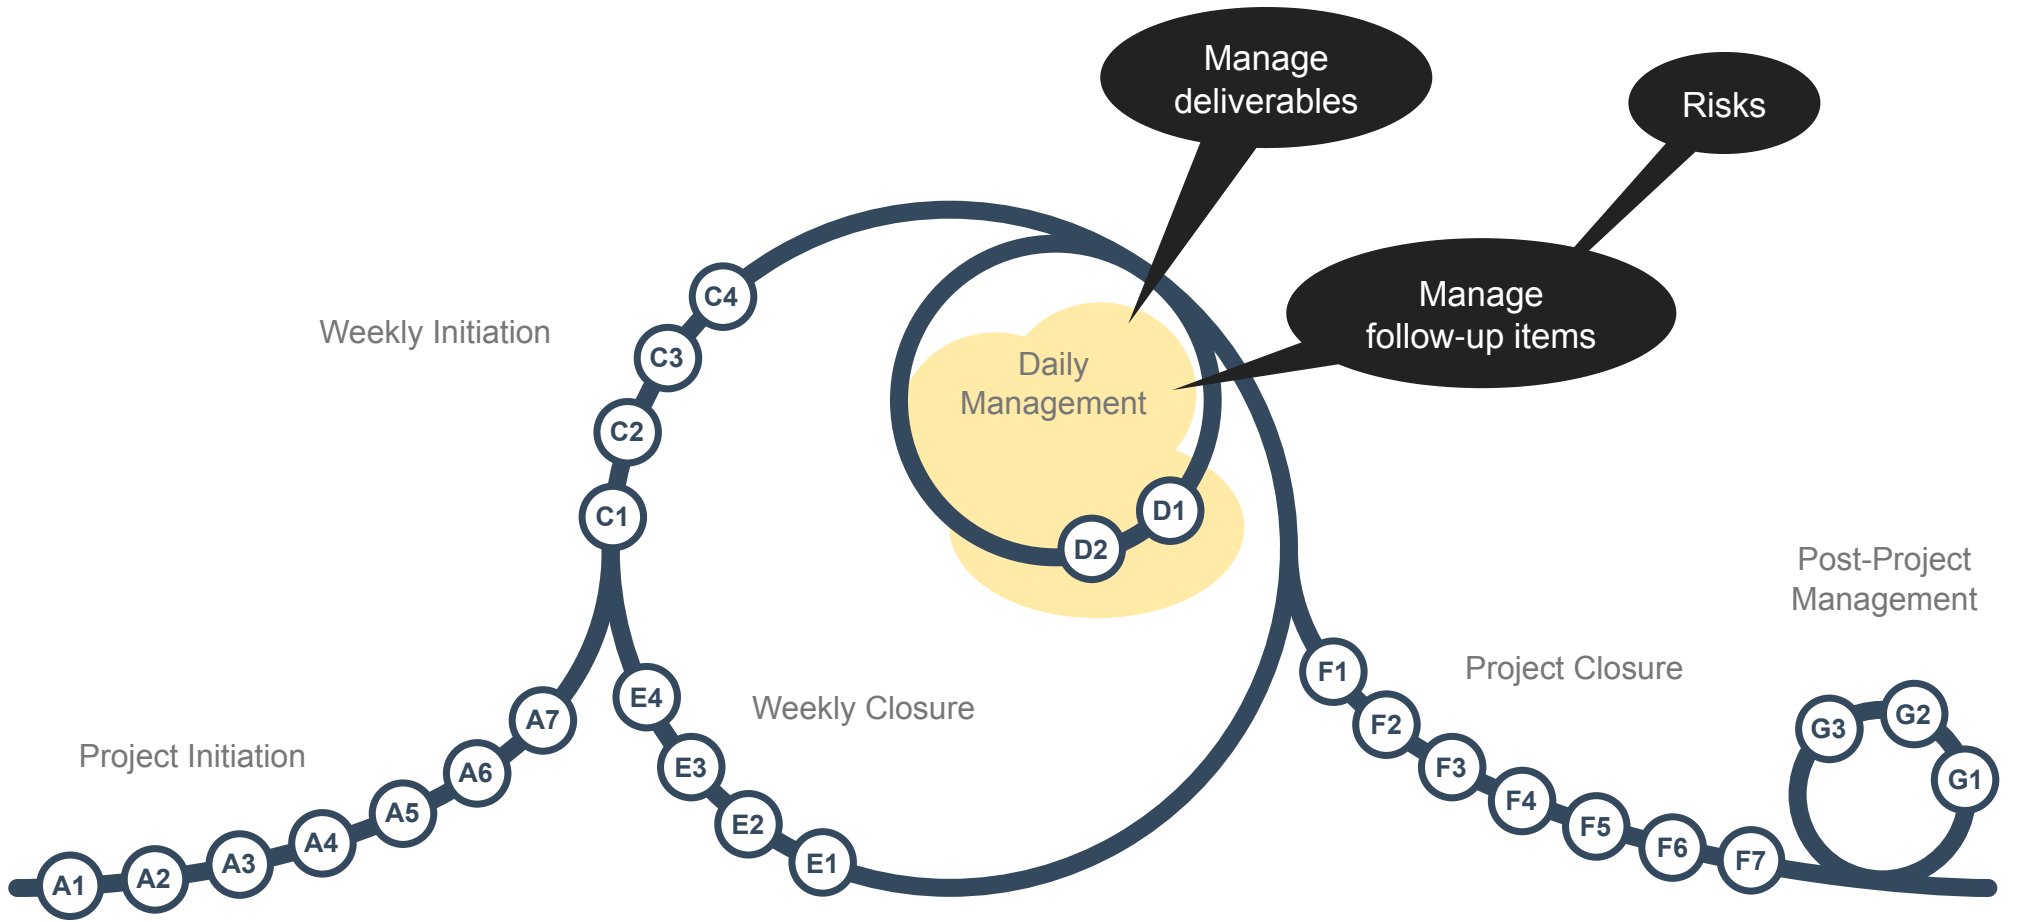 Manage
deliverables
Risks
Manage
follow-up items
Weekly Initiation
C4
C3
C2
C1
Daily
Management
D1
D2
Post-Project
Management
Project Closure
Weekly Closure
Project Initiation
A1
A2
A3
A4
A5
A6
A7
E4
E3
E2
E1
F1
F2
F3
F4
F5
F6
F7
G3
G2
G1